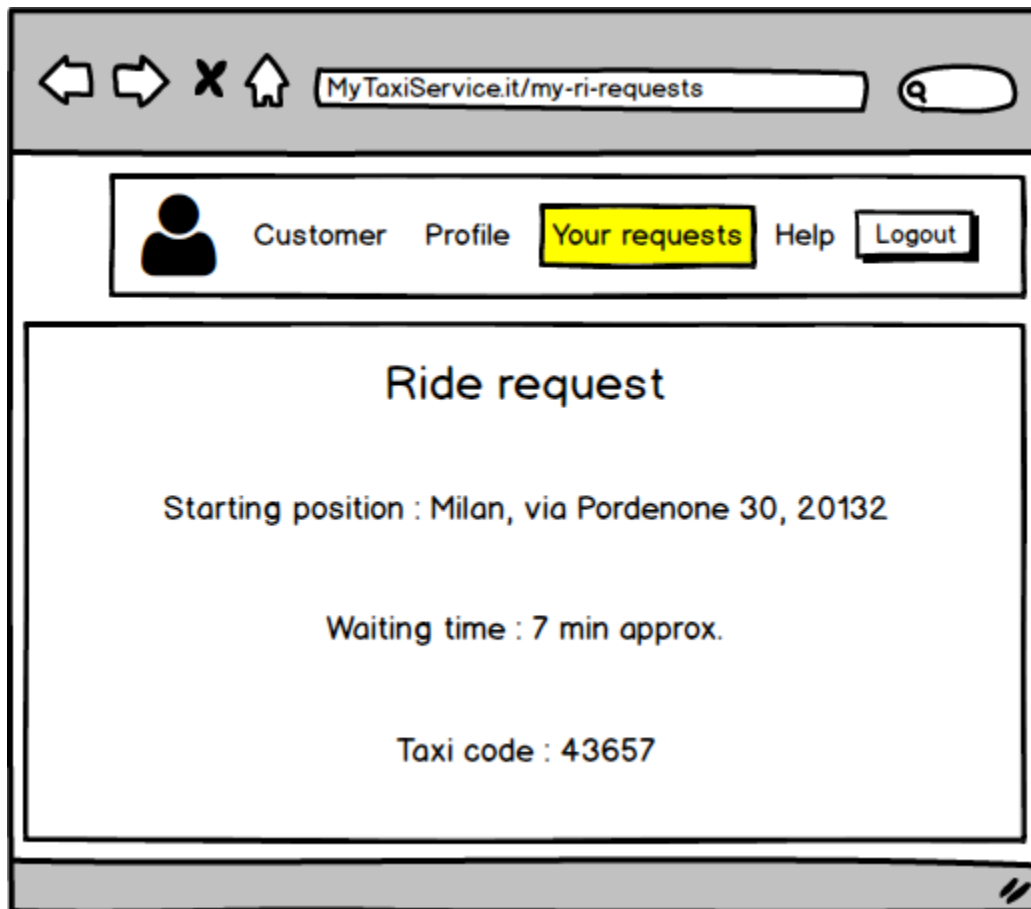 MyTaxiService.it/my-ri-requests
Customer Profile Your requests Help Logout
Ride request
Starting position : Milan, via Pordenone 30, 20132
Waiting time : 7 min approx.
Taxi code : 43657